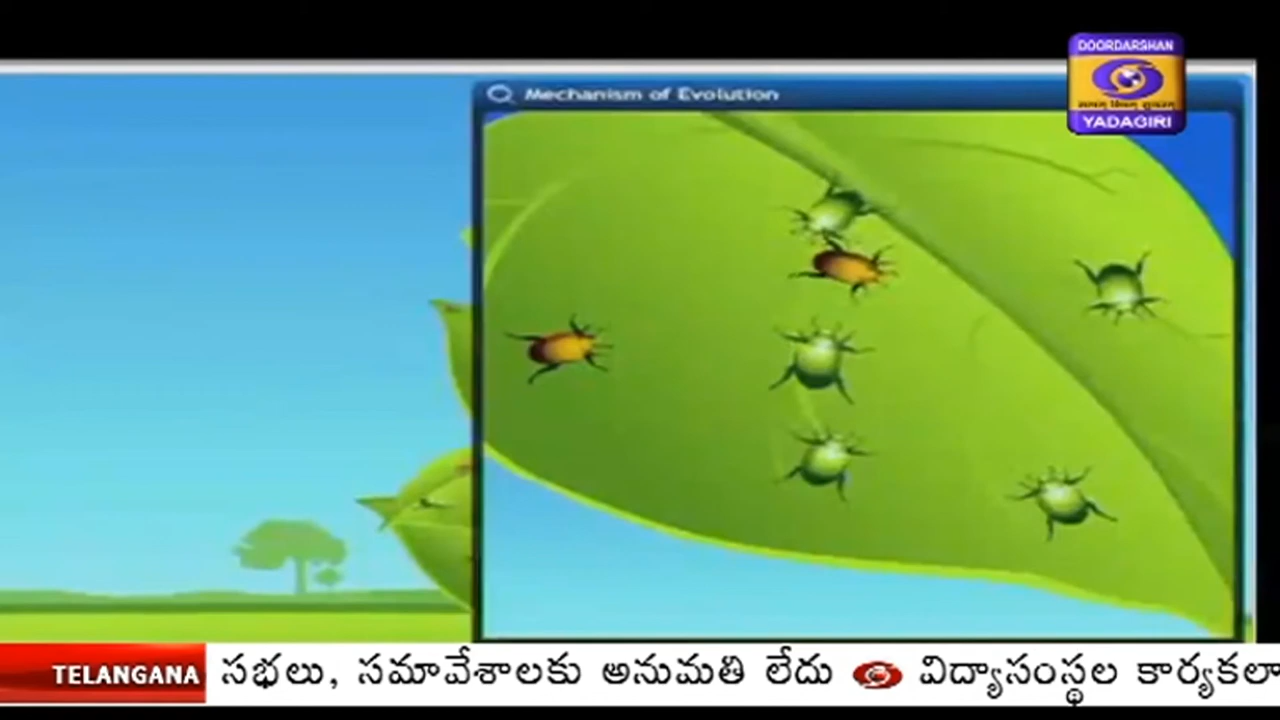 DOORDARSHAN
Mechanism of Evolution
YADAGIRI
TELANGANA సభలు, సమావేశాలకు అనుమతి లేదు విద్యాసంస్థల కార్యకలా